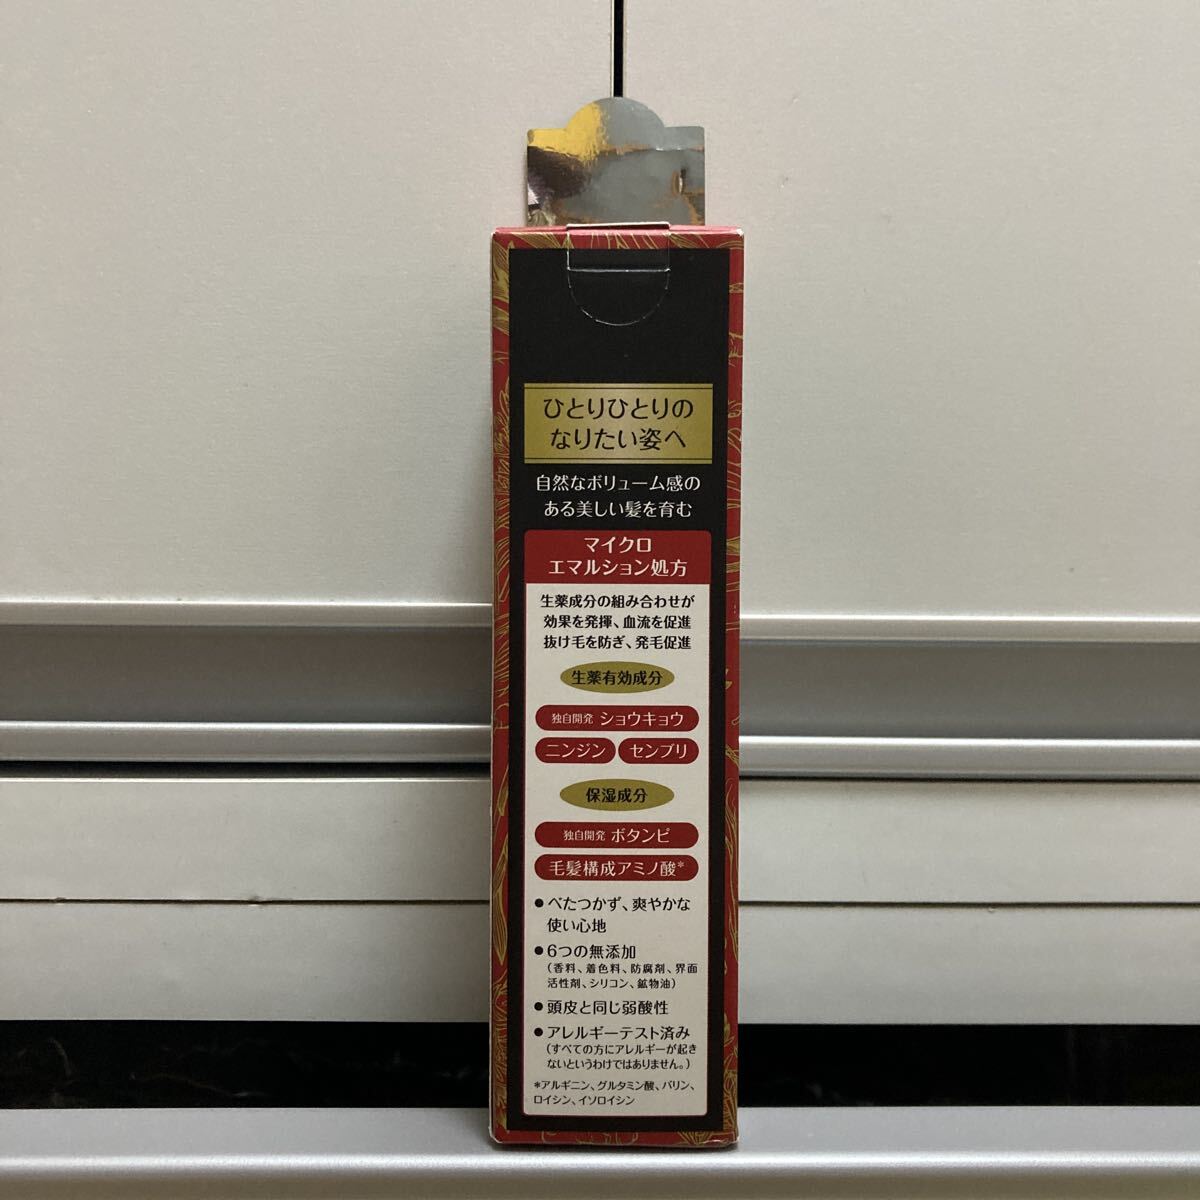 ひとりひとりの
なりたい姿へ
自然なボリューム感の
ある美しい髪を育む
マイクロ
エマルション処方
生薬成分の組み合わせが
効果を発揮、血流を促進
抜け毛を防ぎ、発毛促進
生薬有効成分
独自開発 ショウキョウ
ニンジン センブリ
保湿成分
独自開発 ボタンピ
毛髪構成アミノ酸*
●べたつかず、爽やかな
使い心地
●6つの無添加
(香料、着色料、防腐剤、界面
活性剤、シリコン、鉱物油)
●頭皮と同じ弱酸性
●アレルギーテスト済み
(すべての方にアレルギーが起き
ないというわけではありません。)
*アルギニン、グルタミン酸、バリン、
ロイシン、イソロイシン